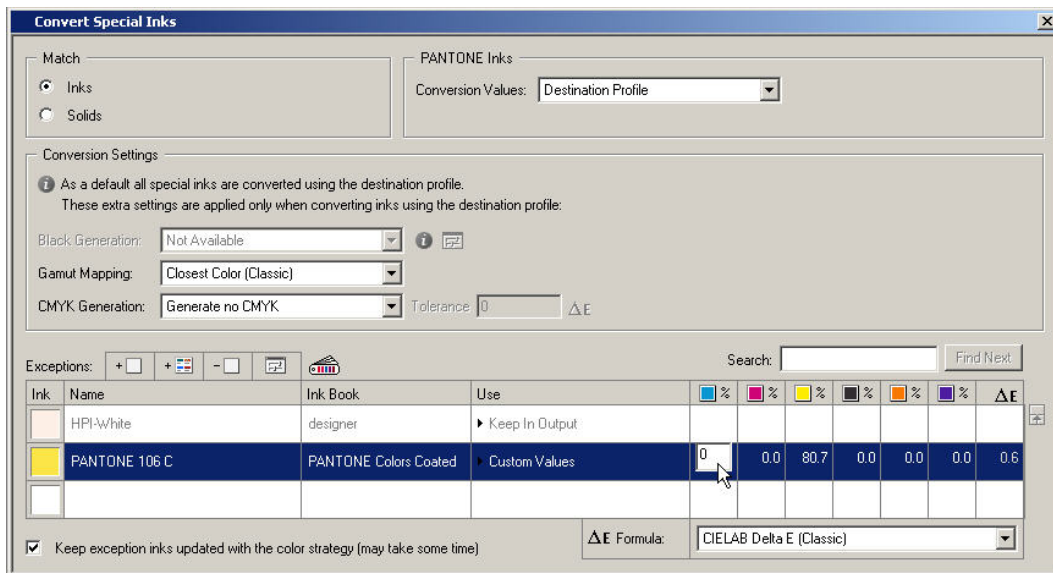 Convert Special Inks
Match
Inks
Solids
PANTONE Inks
Conversion Values: Destination Profile
Conversion Settings
As a default all special inks are converted using the destination profile.
These extra settings are applied only when converting inks using the destination profile:
Black Generation: Not Available
Gamut Mapping: Closest Color (Classic)
CMYK Generation: Generate no CMYK Tolerance 0 ΔE
Exceptions: + + - Search: Find Next
Ink Name Ink Book Use % % % % % % ΔE
HPI-White designer Keep In Output
PANTONE 106 C PANTONE Colors Coated Custom Values 0 0.0 80.7 0.0 0.0 0.0 0.6
Keep exception inks updated with the color strategy (may take some time)
ΔE Formula: CIELAB Delta E (Classic)